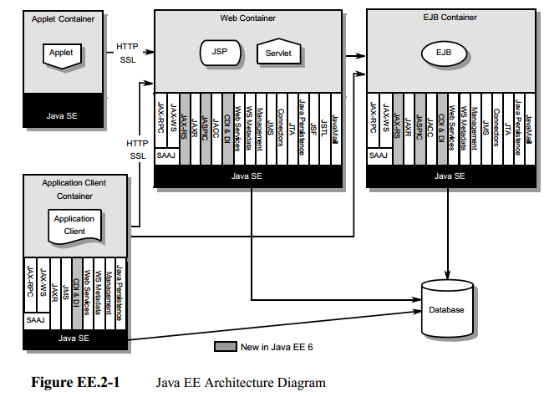 Applet Container
Applet
Java SE
HTTP
SSL
Web Container
JSP
Servlet
JAX-RPC
JAX-WS
SAAJ
JAX-RS
JAXR
JASPIC
JACC
CDI & DI
Web Services
WS Metadata
Management
JMS
Connectors
JTA
Java Persistence
JSF
JSTL
JavaMail
Java SE
EJB Container
EJB
JAX-RPC
JAX-WS
SAAJ
JAX-RS
JAXR
JASPIC
JACC
CDI & DI
Web Services
WS Metadata
Management
JMS
Connectors
JTA
Java Persistence
JavaMail
Java SE
HTTP
SSL
Application Client
Container
Application
Client
JAX-RPC
JAX-WS
SAAJ
JAXR
JMS
CDI & DI
Web Services
WS Metadata
Management
Java Persistence
Java SE
Database
New in Java EE 6
Figure EE.2-1 Java EE Architecture Diagram